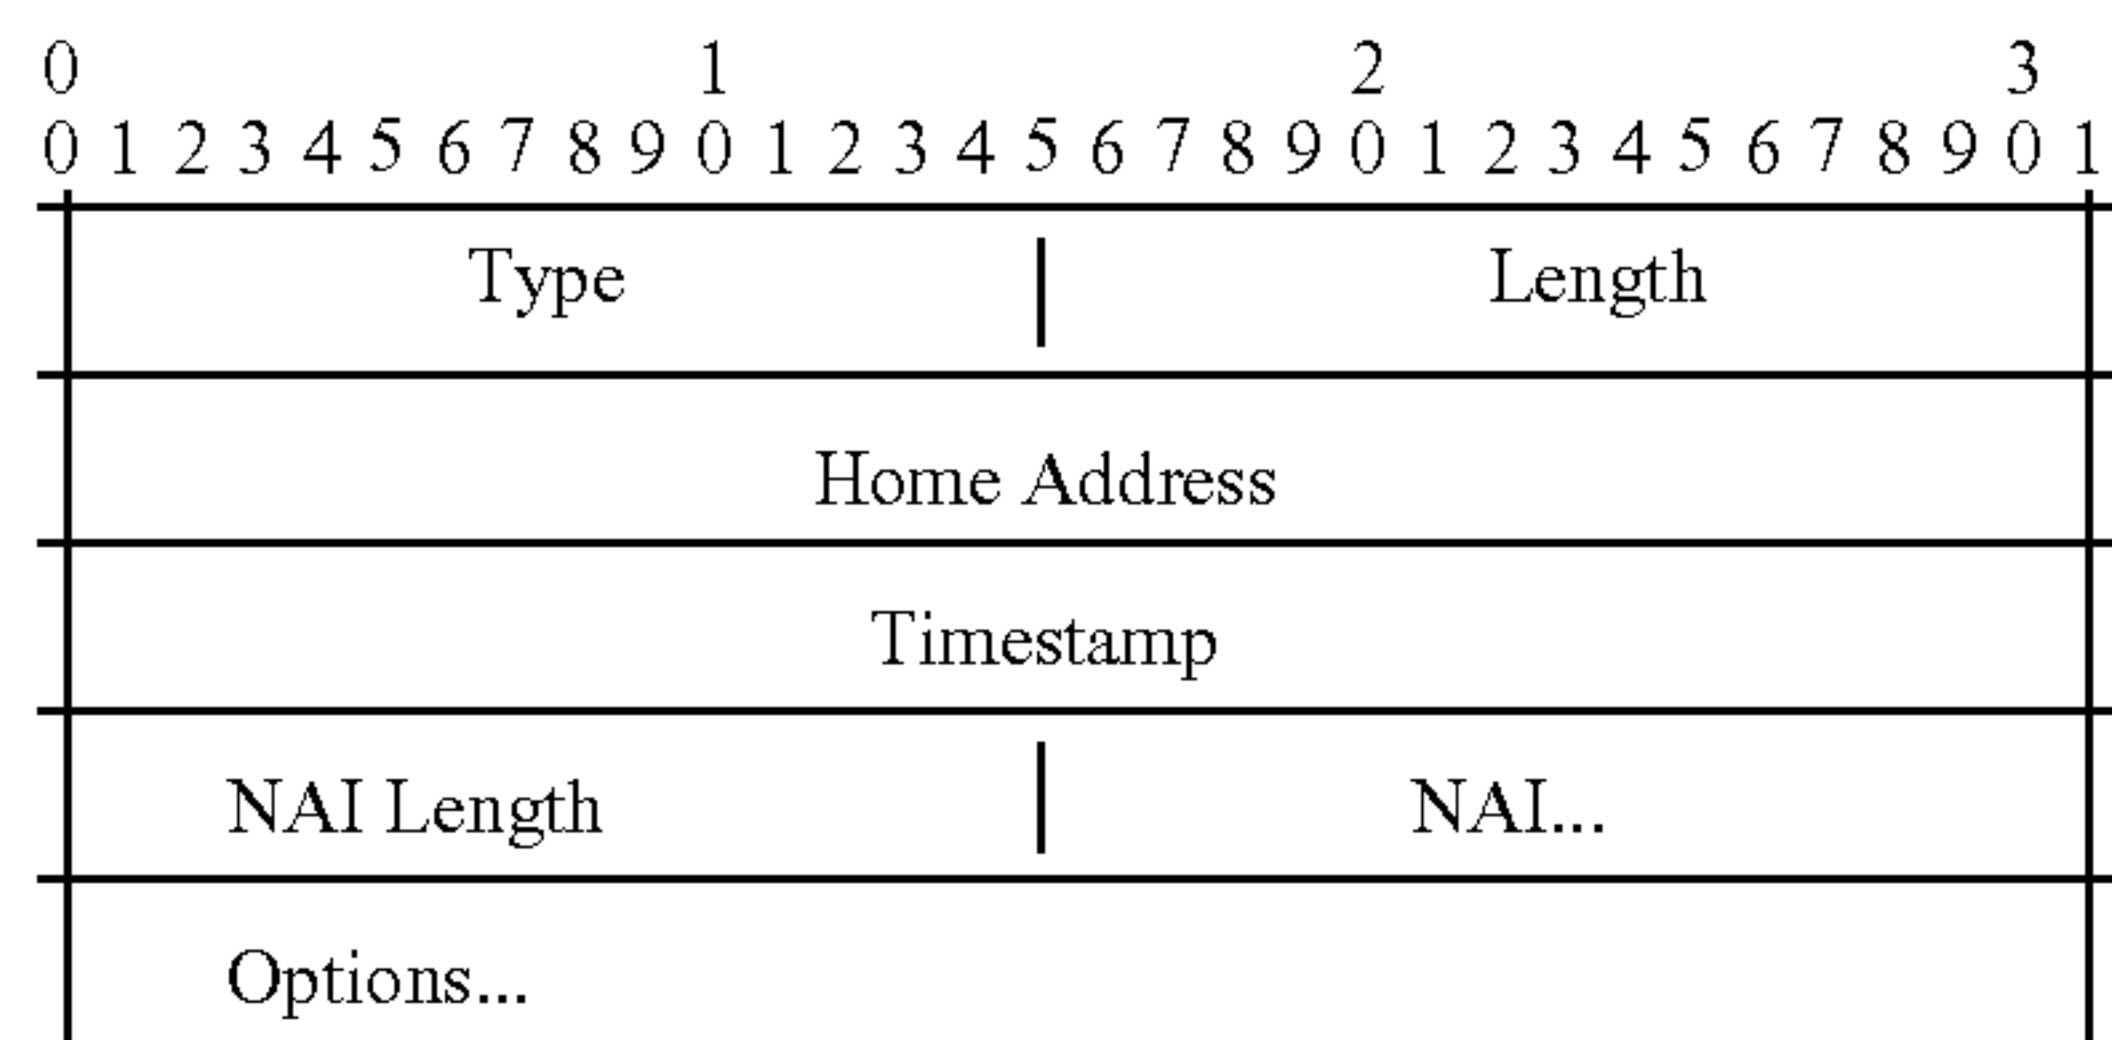 0 1 2 3
0 1 2 3 4 5 6 7 8 9 0 1 2 3 4 5 6 7 8 9 0 1 2 3 4 5 6 7 8 9 0 1
Type | Length
Home Address
Timestamp
NAI Length | NAI...
Options...